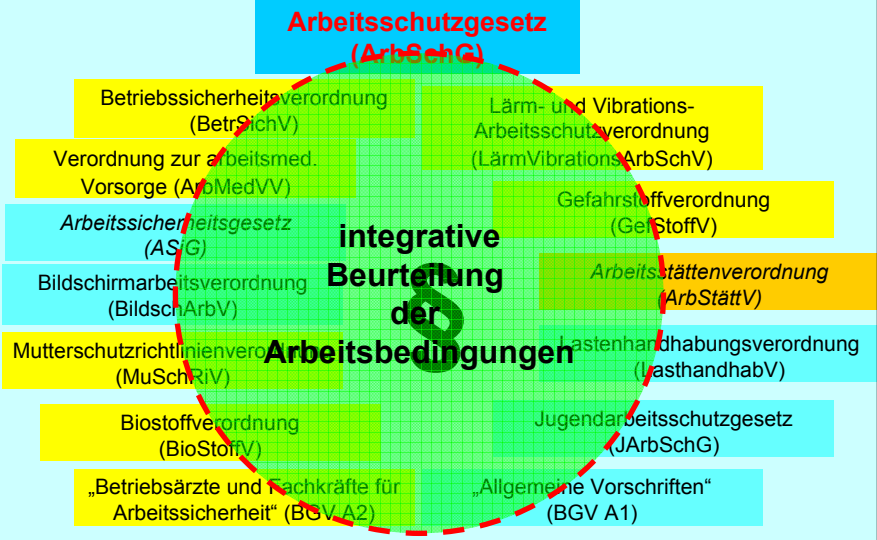 Arbeitsschutzgesetz
(ArbSchG)
Betriebssicherheitsverordnung
(BetrSichV)
Verordnung zur arbeitsmed.
Vorsorge (ArbMedVV)
Arbeitssicherheitsgesetz
(ASiG)
Bildschirmarbeitsverordnung
(BildschArbV)
Mutterschutzrichtlinienverordnung
(MuSchRiV)
Biostoffverordnung
(BioStoffV)
„Betriebsärzte und Fachkräfte für
Arbeitssicherheit“ (BGV A2)
§
integrative
Beurteilung
der
Arbeitsbedingungen
Lärm- und Vibrations-
Arbeitsschutzverordnung
(LärmVibrationsArbSchV)
Gefahrstoffverordnung
(GefStoffV)
Arbeitsstättenverordnung
(ArbStättV)
Lastenhandhabungsverordnung
(LasthandhabV)
Jugendarbeitsschutzgesetz
(JArbSchG)
„Allgemeine Vorschriften“
(BGV A1)